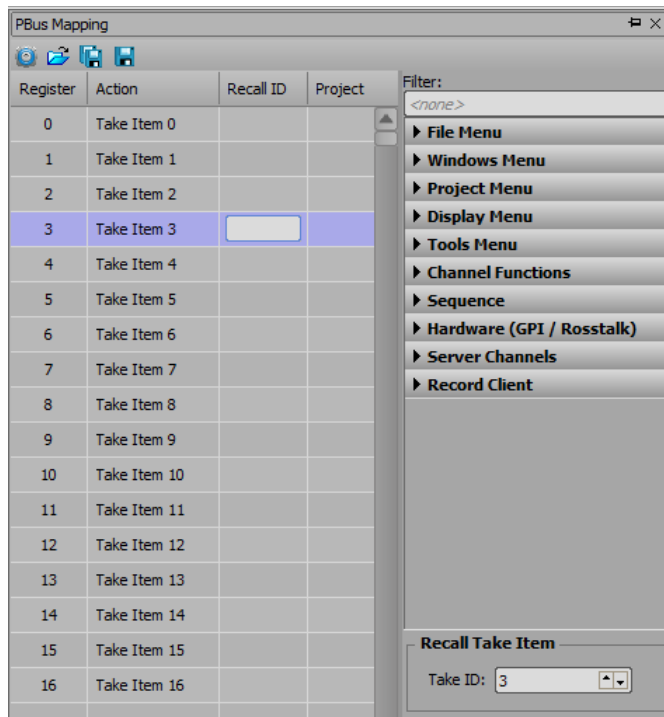 PBus Mapping
Register Action Recall ID Project
0 Take Item 0
1 Take Item 1
2 Take Item 2
3 Take Item 3
4 Take Item 4
5 Take Item 5
6 Take Item 6
7 Take Item 7
8 Take Item 8
9 Take Item 9
10 Take Item 10
11 Take Item 11
12 Take Item 12
13 Take Item 13
14 Take Item 14
15 Take Item 15
16 Take Item 16
Filter:
<none>
File Menu
Windows Menu
Project Menu
Display Menu
Tools Menu
Channel Functions
Sequence
Hardware (GPI / Rosstalk)
Server Channels
Record Client
Recall Take Item
Take ID: 3